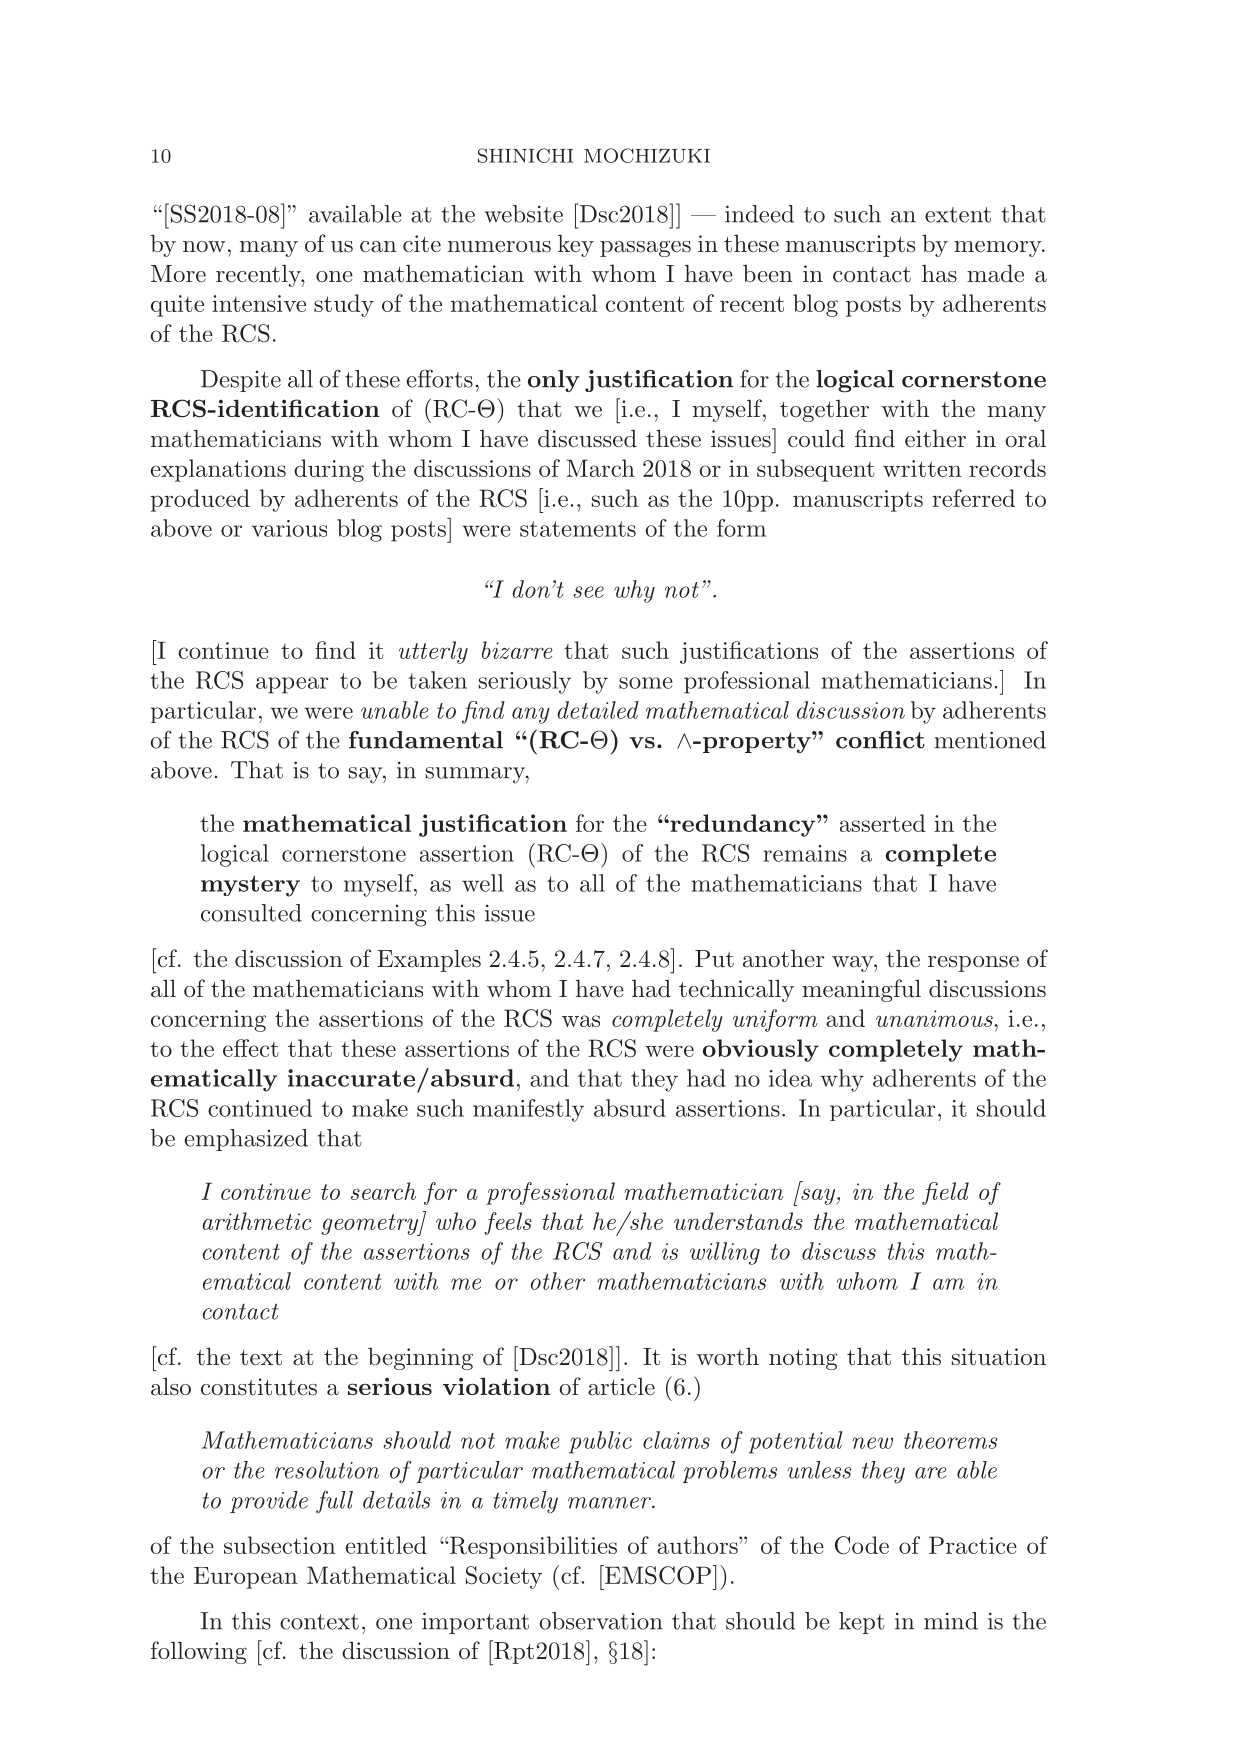 10 SHINICHI MOCHIZUKI
“[SS2018-08]” available at the website [Dsc2018]] — indeed to such an extent that
by now, many of us can cite numerous key passages in these manuscripts by memory.
More recently, one mathematician with whom I have been in contact has made a
quite intensive study of the mathematical content of recent blog posts by adherents
of the RCS.
Despite all of these efforts, the only justification for the logical cornerstone
RCS-identification of (RC-Θ) that we [i.e., I myself, together with the many
mathematicians with whom I have discussed these issues] could find either in oral
explanations during the discussions of March 2018 or in subsequent written records
produced by adherents of the RCS [i.e., such as the 10pp. manuscripts referred to
above or various blog posts] were statements of the form
“I don’t see why not”.
[I continue to find it utterly bizarre that such justifications of the assertions of
the RCS appear to be taken seriously by some professional mathematicians.] In
particular, we were unable to find any detailed mathematical discussion by adherents
of the RCS of the fundamental “(RC-Θ) vs. ∧-property” conflict mentioned
above. That is to say, in summary,
the mathematical justification for the “redundancy” asserted in the
logical cornerstone assertion (RC-Θ) of the RCS remains a complete
mystery to myself, as well as to all of the mathematicians that I have
consulted concerning this issue
[cf. the discussion of Examples 2.4.5, 2.4.7, 2.4.8]. Put another way, the response of
all of the mathematicians with whom I have had technically meaningful discussions
concerning the assertions of the RCS was completely uniform and unanimous, i.e.,
to the effect that these assertions of the RCS were obviously completely math-
ematically inaccurate/absurd, and that they had no idea why adherents of the
RCS continued to make such manifestly absurd assertions. In particular, it should
be emphasized that
I continue to search for a professional mathematician [say, in the field of
arithmetic geometry] who feels that he/she understands the mathematical
content of the assertions of the RCS and is willing to discuss this math-
ematical content with me or other mathematicians with whom I am in
contact
[cf. the text at the beginning of [Dsc2018]]. It is worth noting that this situation
also constitutes a serious violation of article (6.)
Mathematicians should not make public claims of potential new theorems
or the resolution of particular mathematical problems unless they are able
to provide full details in a timely manner.
of the subsection entitled “Responsibilities of authors” of the Code of Practice of
the European Mathematical Society (cf. [EMSCOP]).
In this context, one important observation that should be kept in mind is the
following [cf. the discussion of [Rpt2018], §18]: